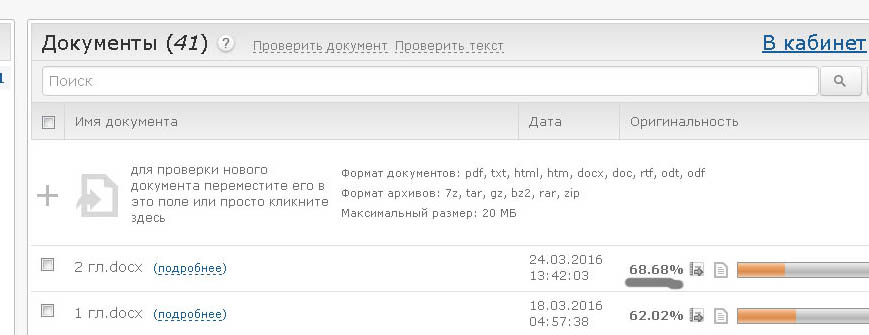 Документы (41) ? Проверить документ Проверить текст В кабинет
1
Поиск
Имя документа Дата Оригинальность
для проверки нового
документа переместите его в
это поле или просто кликните
здесь
Формат документов: pdf, txt, html, htm, docx, doc, rtf, odt, odf
Формат архивов: 7z, tar, gz, bz2, rar, zip
Максимальный размер: 20 МБ
2 гл.docx (подробнее) 24.03.2016
13:42:03 68.68%
1 гл.docx (подробнее) 18.03.2016
04:57:38 62.02%